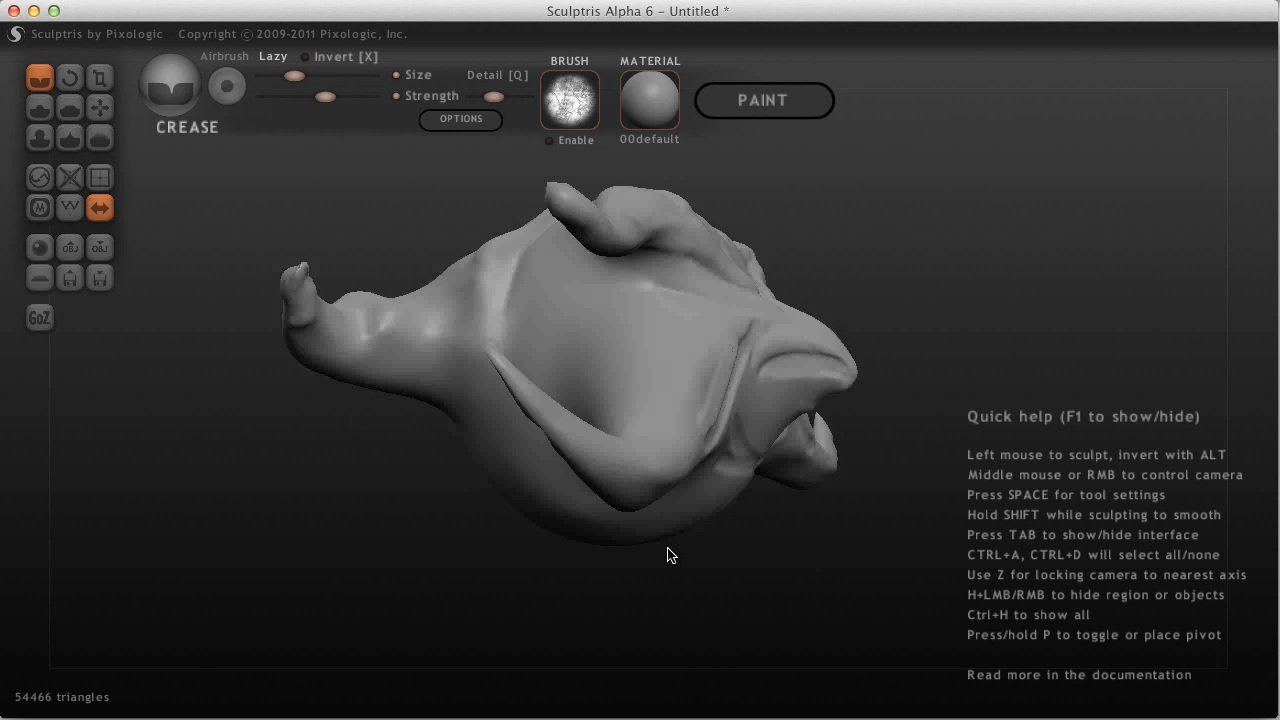 Sculptris Alpha 6 – Untitled *
Sculptris by Pixologic Copyright © 2009-2011 Pixologic, Inc.
Airbrush Lazy Invert [X]
Size Detail [Q]
Strength
OPTIONS
CREASE
BRUSH
Enable
MATERIAL
00default
PAINT
M
OBJ OBJ
GoZ
Quick help (F1 to show/hide)
Left mouse to sculpt, invert with ALT
Middle mouse or RMB to control camera
Press SPACE for tool settings
Hold SHIFT while sculpting to smooth
Press TAB to show/hide interface
CTRL+A, CTRL+D will select all/none
Use Z for locking camera to nearest axis
H+LMB/RMB to hide region or objects
Ctrl+H to show all
Press/hold P to toggle or place pivot
Read more in the documentation
54466 triangles